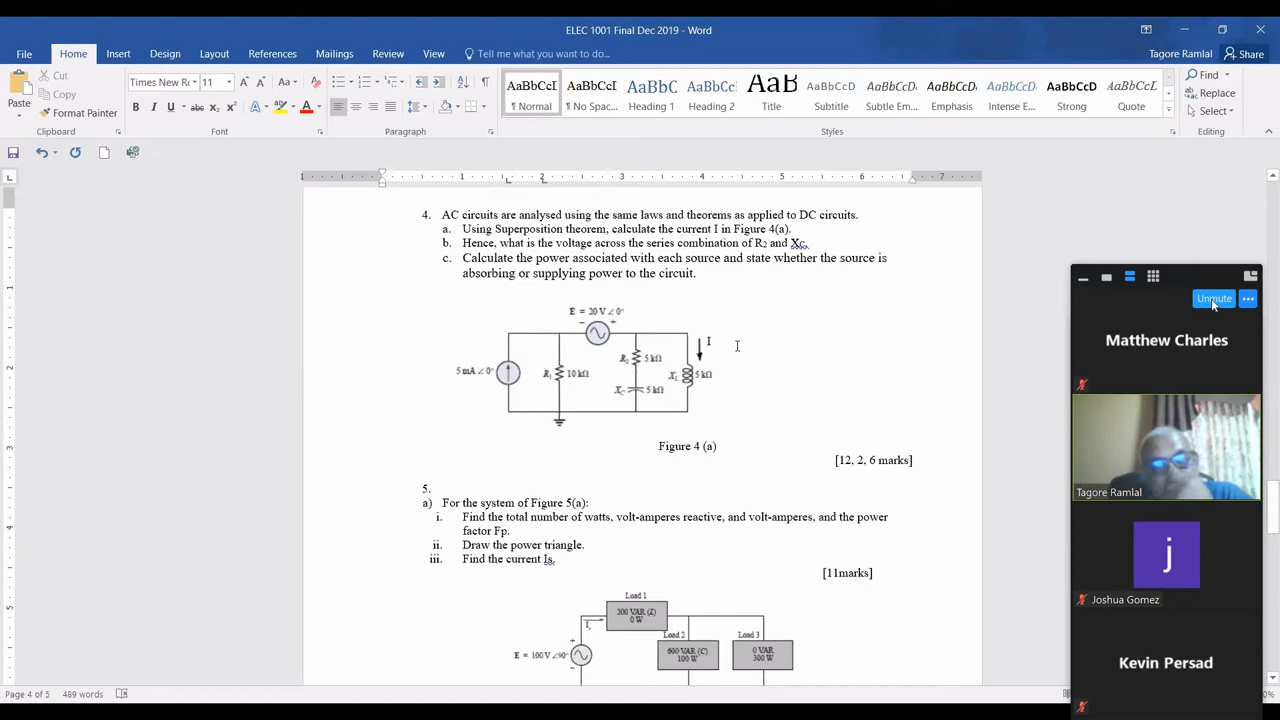 ELEC 1001 Final Dec 2019 - Word
File Home Insert Design Layout References Mailings Review View Tell me what you want to do... Tagore Ramlal Share
Paste Cut Copy Format Painter
Clipboard
Times New Ro 11
Font
Paragraph
AaBbCcI AaBbCcI AaBbC AaBbCcI AaB AaBbCcD AaBbCcD AaBbCcD AaBbCcD AaBbCcD AaBbCcD
¶ Normal ¶ No Spac... Heading 1 Heading 2 Title Subtitle Subtle Em... Emphasis Intense E... Strong Quote
Styles
Find
Replace
Select
Editing
4. AC circuits are analysed using the same laws and theorems as applied to DC circuits.
a. Using Superposition theorem, calculate the current I in Figure 4(a).
b. Hence, what is the voltage across the series combination of R2 and Xc.
c. Calculate the power associated with each source and state whether the source is
absorbing or supplying power to the circuit.
E = 20 V ∠ 0°
− +
I
5 mA ∠ 0°
R1 10 kΩ
R2 5 kΩ
XC 5 kΩ
XL 5 kΩ
Figure 4 (a)
[12, 2, 6 marks]
5.
a) For the system of Figure 5(a):
i. Find the total number of watts, volt-amperes reactive, and volt-amperes, and the power
factor Fp.
ii. Draw the power triangle.
iii. Find the current Is.
[11marks]
Load 1
200 VAR (L)
0 W
Is
Load 2
600 VAR (C)
100 W
Load 3
0 VAR
300 W
+
E = 100 V ∠90°
−
Unmute
Matthew Charles
Tagore Ramlal
j
Joshua Gomez
Kevin Persad
Page 4 of 5 489 words